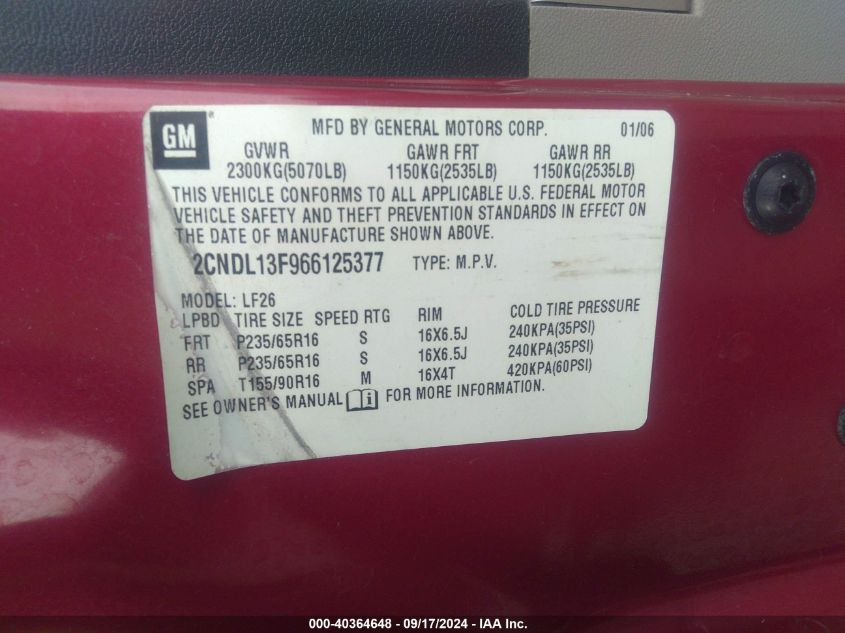 GM
MFD BY GENERAL MOTORS CORP. 01/06
GVWR GAWR FRT GAWR RR
2300KG(5070LB) 1150KG(2535LB) 1150KG(2535LB)
THIS VEHICLE CONFORMS TO ALL APPLICABLE U.S. FEDERAL MOTOR
VEHICLE SAFETY AND THEFT PREVENTION STANDARDS IN EFFECT ON
THE DATE OF MANUFACTURE SHOWN ABOVE.
2CNDL13F966125377 TYPE: M.P.V.
MODEL: LF26
LPBD TIRE SIZE SPEED RTG RIM COLD TIRE PRESSURE
FRT P235/65R16 S 16X6.5J 240KPA(35PSI)
RR P235/65R16 S 16X6.5J 240KPA(35PSI)
SPA T155/90R16 M 16X4T 420KPA(60PSI)
SEE OWNER'S MANUAL i FOR MORE INFORMATION.
000-40364648 - 09/17/2024 - IAA Inc.